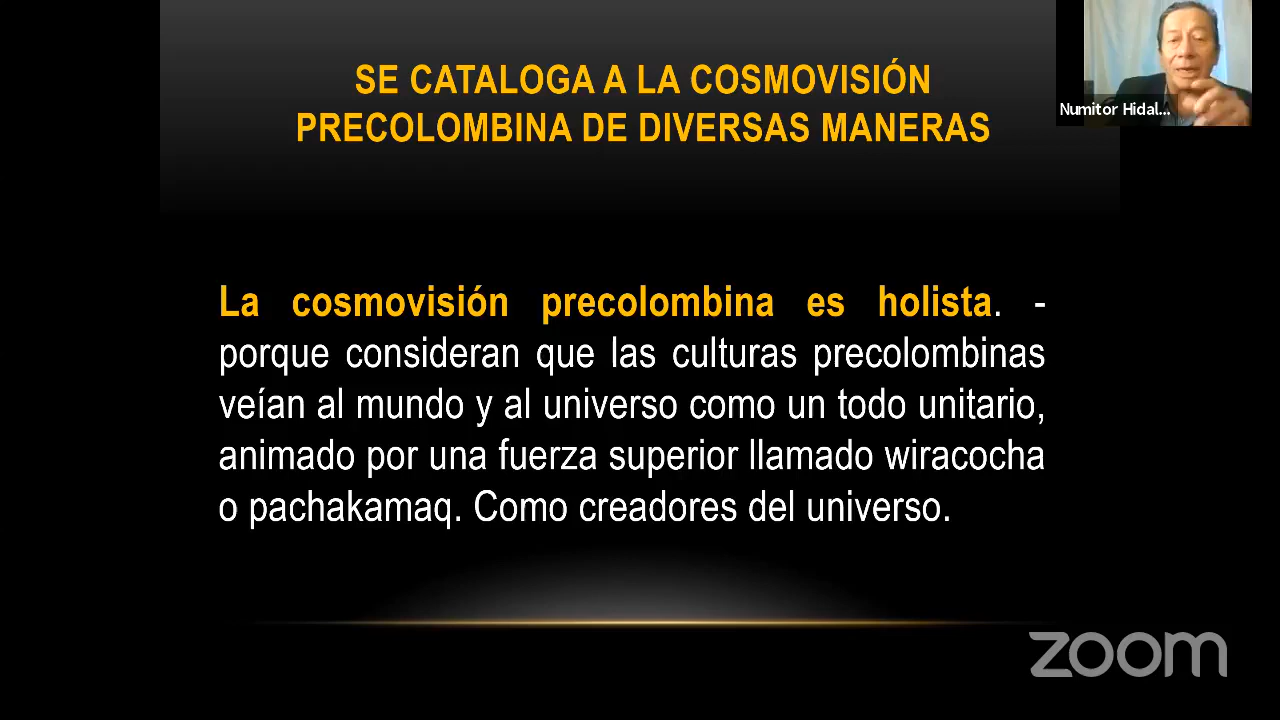 SE CATALOGA A LA COSMOVISIÓN
PRECOLOMBINA DE DIVERSAS MANERAS
Numitor Hidal...
La cosmovisión precolombina es holista. -
porque consideran que las culturas precolombinas
veían al mundo y al universo como un todo unitario,
animado por una fuerza superior llamado wiracocha
o pachakamaq. Como creadores del universo.
zoom